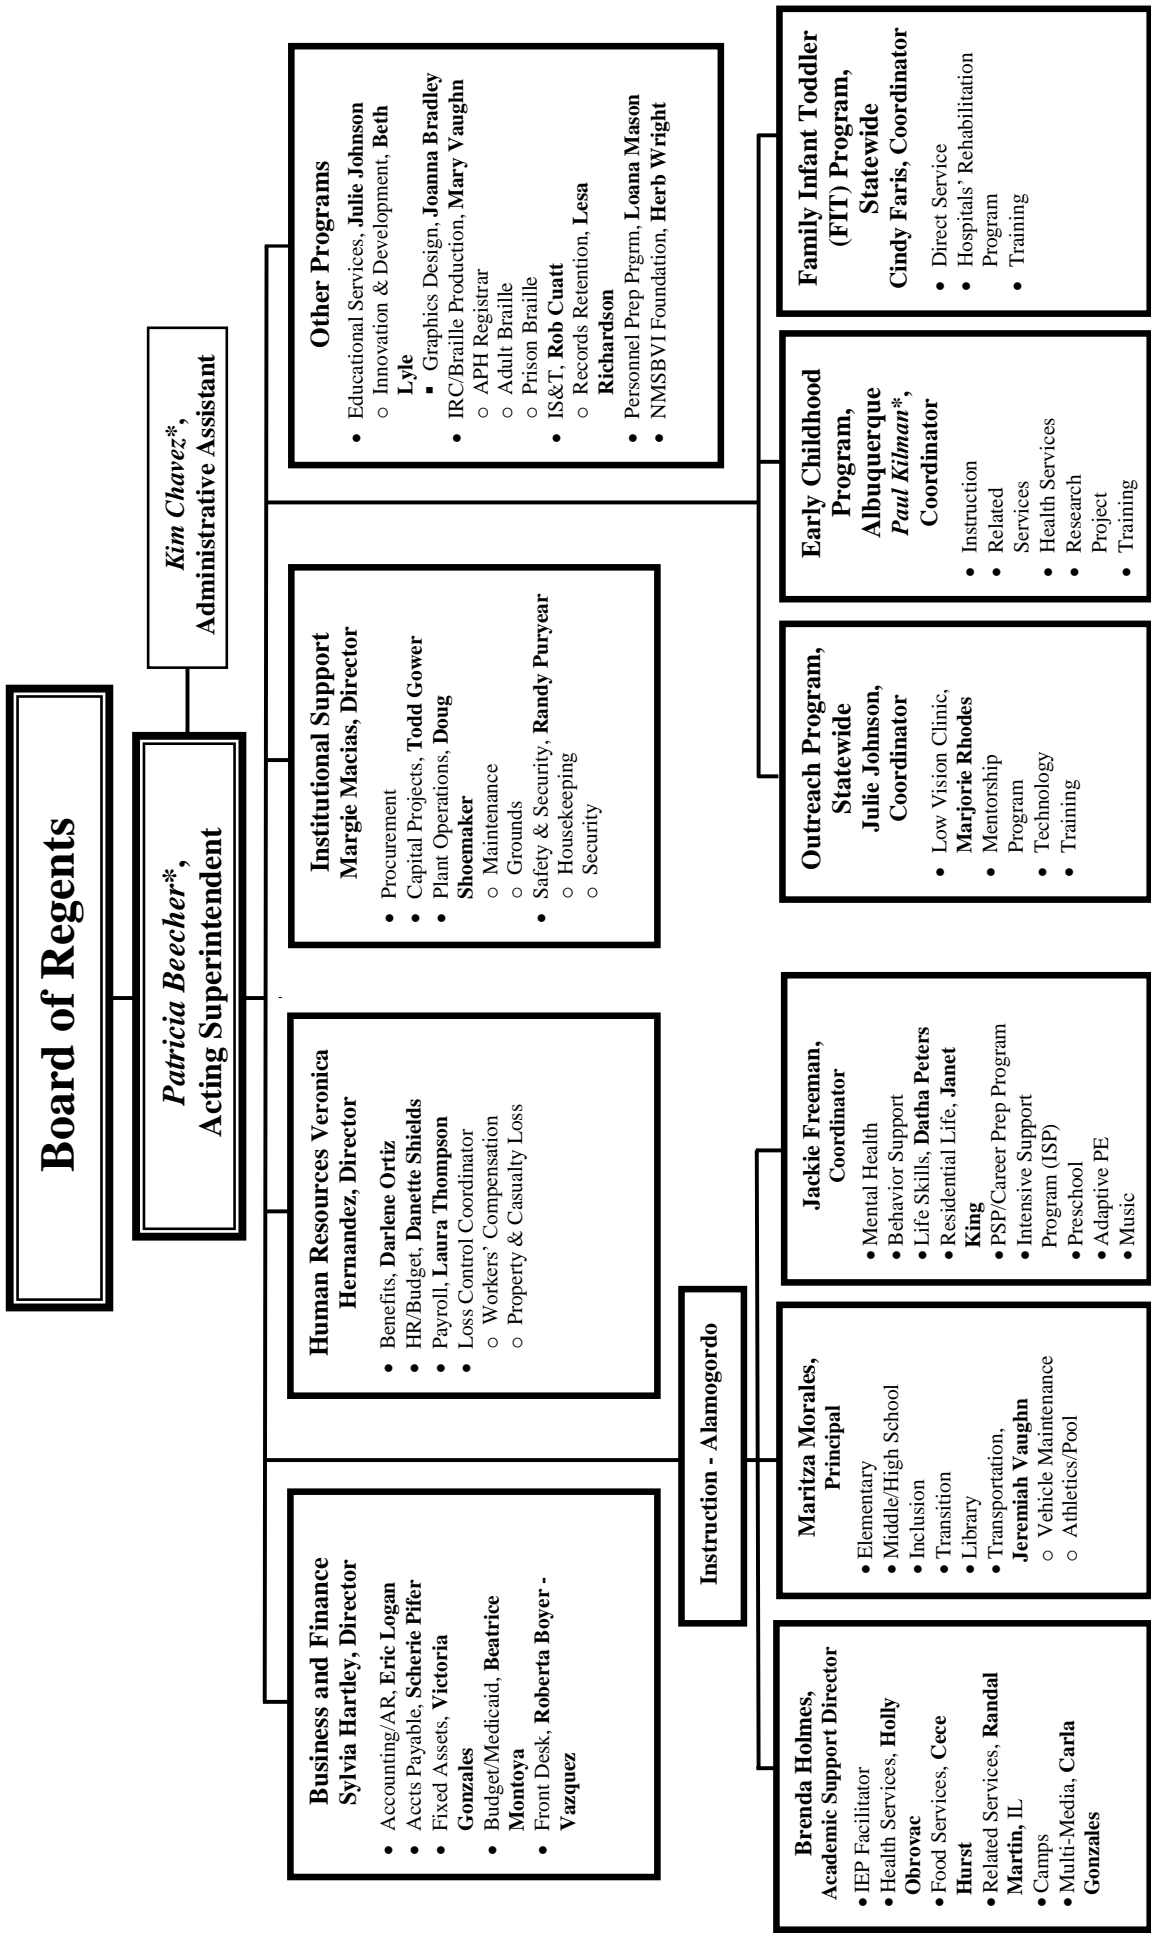 Board of Regents
Patricia Beecher*,
Acting Superintendent
Kim Chavez*,
Administrative Assistant
Business and Finance
Sylvia Hartley, Director
• Accounting/AR, Eric Logan
• Accts Payable, Scherie Pifer
• Fixed Assets, Victoria
Gonzales
• Budget/Medicaid, Beatrice
Montoya
• Front Desk, Roberta Boyer -
Vazquez
Human Resources Veronica
Hernandez, Director
• Benefits, Darlene Ortiz
• HR/Budget, Danette Shields
• Payroll, Laura Thompson
• Loss Control Coordinator
○ Workers' Compensation
○ Property & Casualty Loss
Institutional Support
Margie Macias, Director
• Procurement
• Capital Projects, Todd Gower
• Plant Operations, Doug
Shoemaker
○ Maintenance
○ Grounds
• Safety & Security, Randy Puryear
○ Housekeeping
○ Security
Other Programs
• Educational Services, Julie Johnson
○ Innovation & Development, Beth
Lyle
▪ Graphics Design, Joanna Bradley
• IRC/Braille Production, Mary Vaughn
○ APH Registrar
○ Adult Braille
○ Prison Braille
• IS&T, Rob Cuatt
○ Records Retention, Lesa
Richardson
• Personnel Prep Prgrm, Loana Mason
• NMSBVI Foundation, Herb Wright
Instruction - Alamogordo
Brenda Holmes,
Academic Support Director
• IEP Facilitator
• Health Services, Holly
Obrovac
• Food Services, Cece
Hurst
• Related Services, Randal
Martin, IL
• Camps
• Multi-Media, Carla
Gonzales
Maritza Morales,
Principal
• Elementary
• Middle/High School
• Inclusion
• Transition
• Library
• Transportation,
Jeremiah Vaughn
○ Vehicle Maintenance
○ Athletics/Pool
Jackie Freeman,
Coordinator
• Mental Health
• Behavior Support
• Life Skills, Datha Peters
• Residential Life, Janet
King
• PSP/Career Prep Program
• Intensive Support
Program (ISP)
• Preschool
• Adaptive PE
• Music
Outreach Program,
Statewide
Julie Johnson,
Coordinator
• Low Vision Clinic,
Marjorie Rhodes
• Mentorship
Program
• Technology
• Training
Early Childhood
Program,
Albuquerque
Paul Kilman*,
Coordinator
• Instruction
• Related
Services
• Health Services
• Research
Project
• Training
Family Infant Toddler
(FIT) Program,
Statewide
Cindy Faris, Coordinator
• Direct Service
• Hospitals' Rehabilitation
Program
• Training